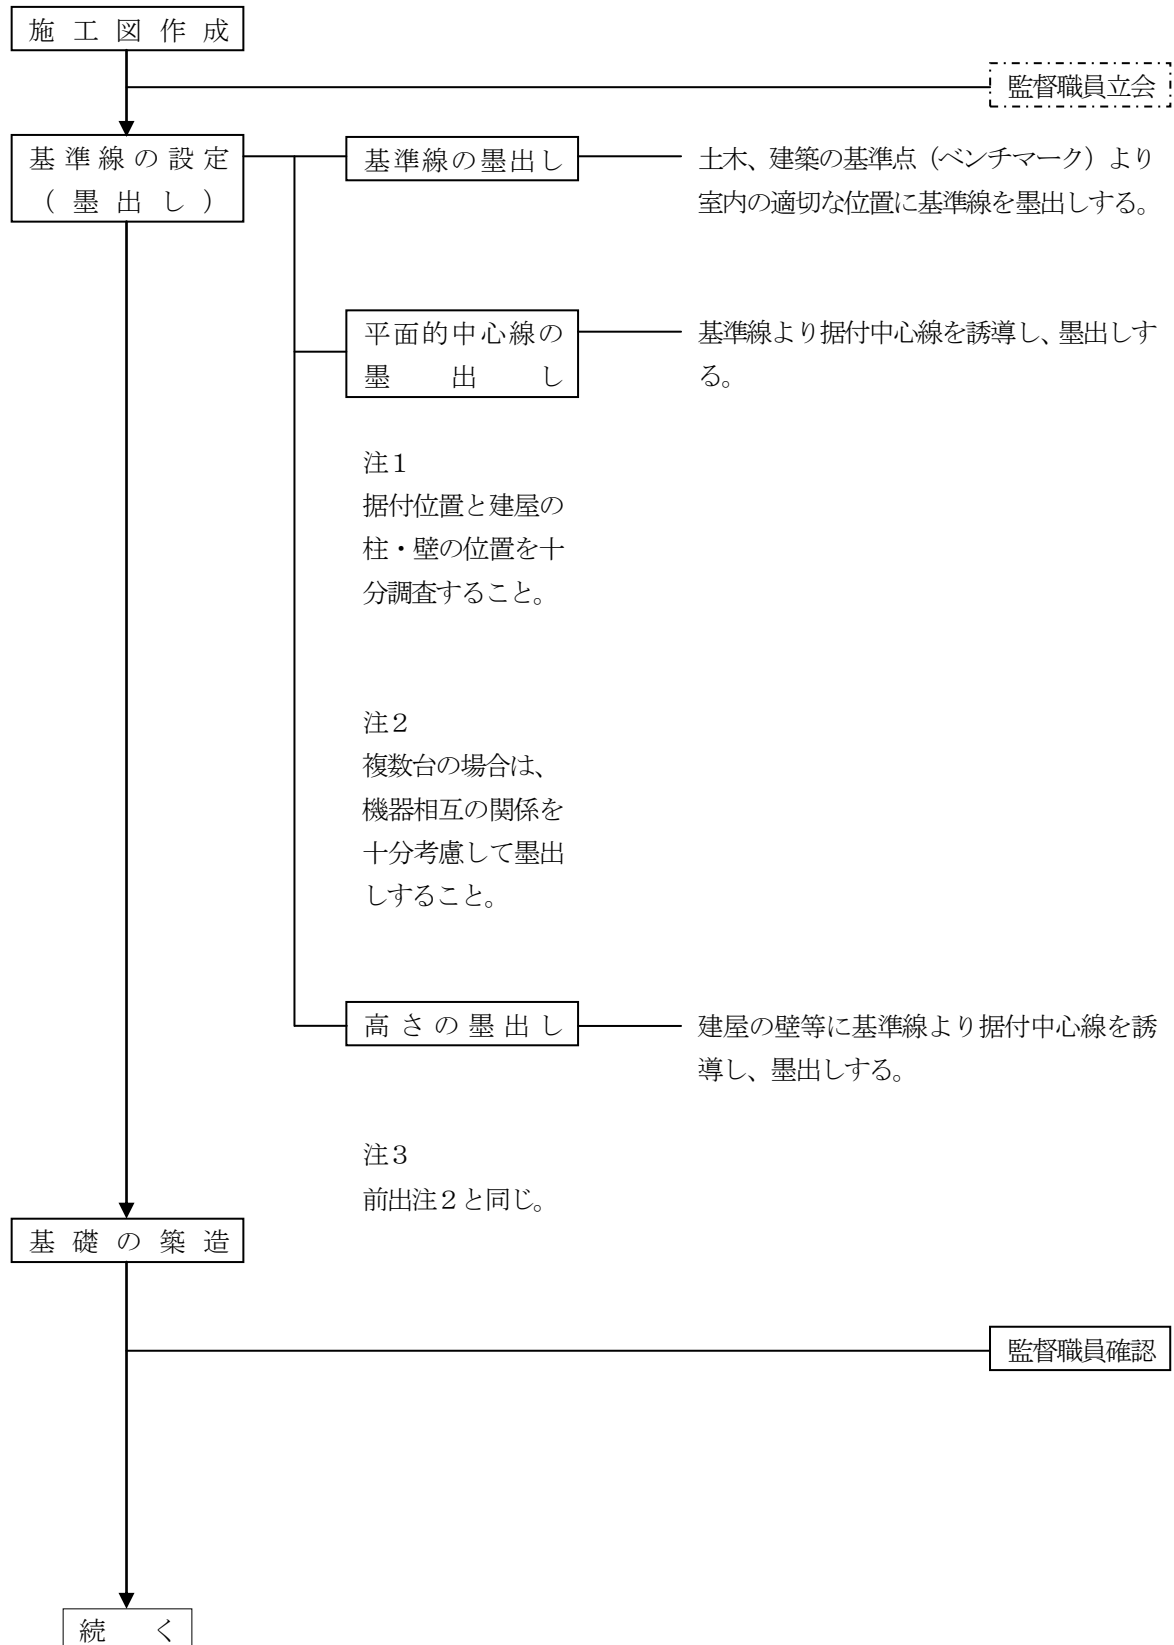 施工図作成
監督職員立会
基準線の設定
（墨出し）
基準線の墨出し
土木、建築の基準点（ベンチマーク）より
室内の適切な位置に基準線を墨出しする。
平面的中心線の
墨出し
基準線より据付中心線を誘導し、墨出しす
る。
注１
据付位置と建屋の
柱・壁の位置を十
分調査すること。
注２
複数台の場合は、
機器相互の関係を
十分考慮して墨出
しすること。
高さの墨出し
建屋の壁等に基準線より据付中心線を誘
導し、墨出しする。
注３
前出注２と同じ。
基礎の築造
監督職員確認
続く